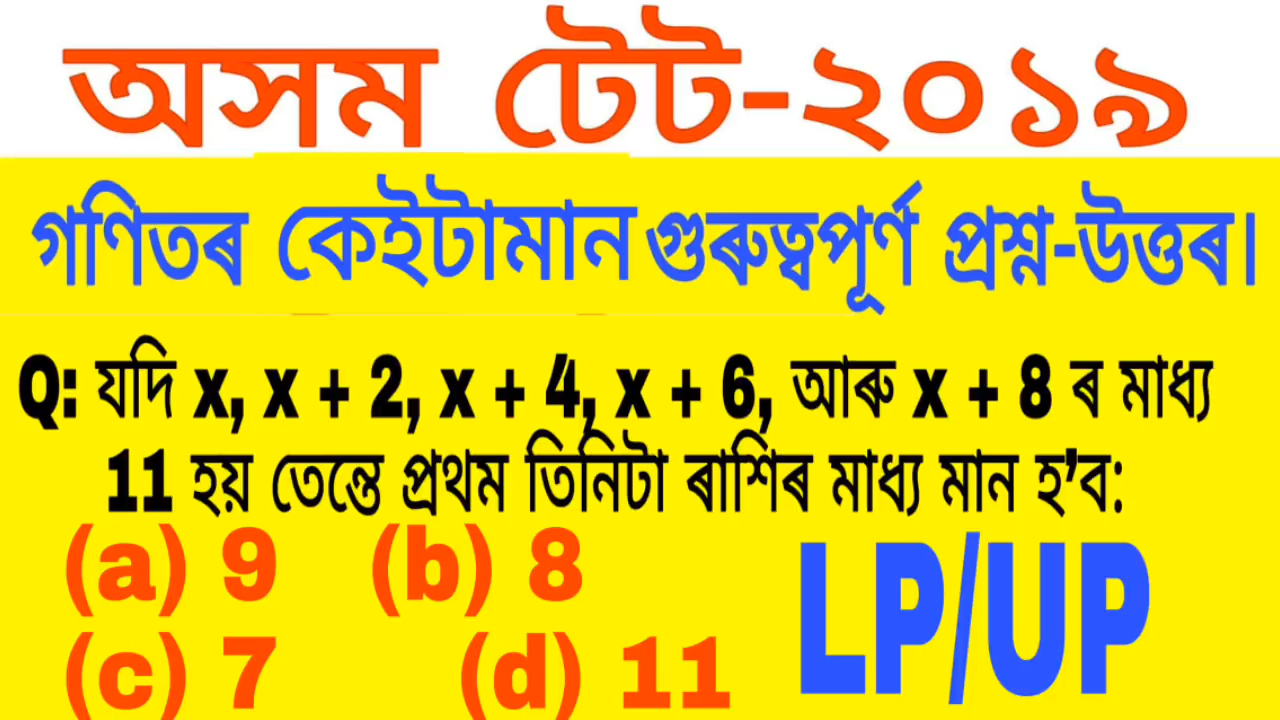 অসম টেট-২০১৯
গণিতৰ কেইটামান গুৰুত্বপূৰ্ণ প্ৰশ্ন-উত্তৰ।
Q: যদি x, x + 2, x + 4, x + 6, আৰু x + 8 ৰ মাধ্য
11 হয় তেন্তে প্ৰথম তিনিটা ৰাশিৰ মাধ্য মান হ’ব:
(a) 9 (b) 8
(c) 7 (d) 11
LP/UP